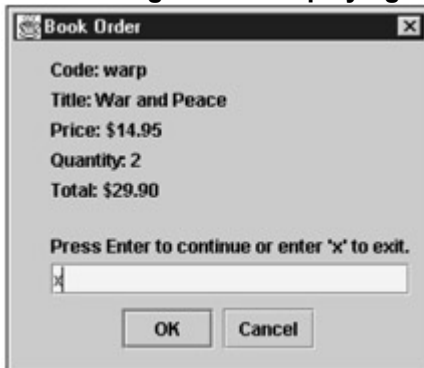 Book Order
Code: warp
Title: War and Peace
Price: $14.95
Quantity: 2
Total: $29.90
Press Enter to continue or enter 'x' to exit.
x
OK Cancel